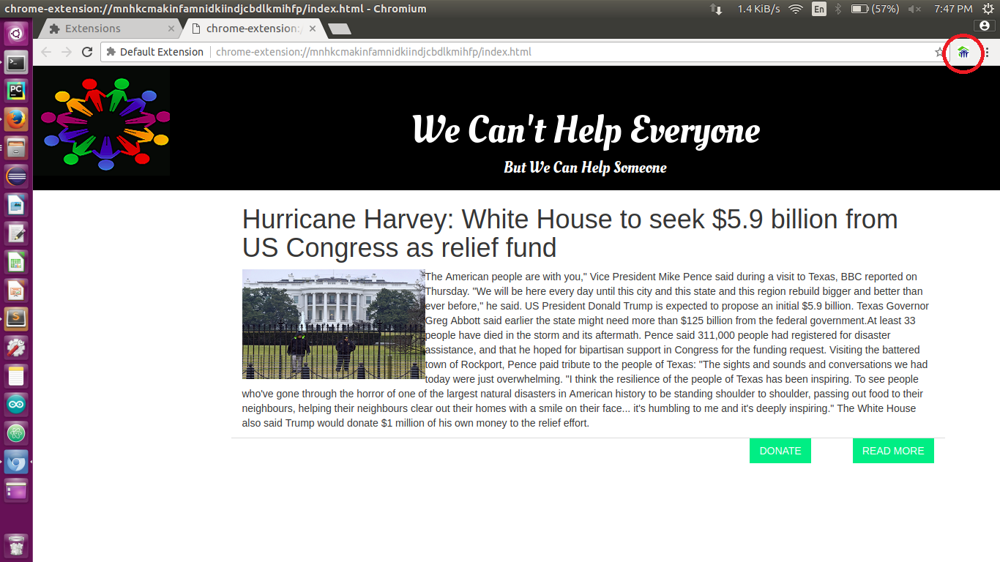 chrome-extension://mnhkcmakinfamnidkiindjcbdlkmihfp/index.html - Chromium
1.4 KiB/s
En
(57%)
7:47 PM
Extensions
chrome-extension:/
Default Extension
chrome-extension://mnhkcmakinfamnidkiindjcbdlkmihfp/index.html
PC
S
We Can't Help Everyone
But We Can Help Someone
Hurricane Harvey: White House to seek $5.9 billion from
US Congress as relief fund
The American people are with you," Vice President Mike Pence said during a visit to Texas, BBC reported on
Thursday. "We will be here every day until this city and this state and this region rebuild bigger and better than
ever before," he said. US President Donald Trump is expected to propose an initial $5.9 billion. Texas Governor
Greg Abbott said earlier the state might need more than $125 billion from the federal government.At least 33
people have died in the storm and its aftermath. Pence said 311,000 people had registered for disaster
assistance, and that he hoped for bipartisan support in Congress for the funding request. Visiting the battered
town of Rockport, Pence paid tribute to the people of Texas: "The sights and sounds and conversations we had
today were just overwhelming. "I think the resilience of the people of Texas has been inspiring. To see people
who've gone through the horror of one of the largest natural disasters in American history to be standing shoulder to shoulder, passing out food to their
neighbours, helping their neighbours clear out their homes with a smile on their face... it's humbling to me and it's deeply inspiring." The White House
also said Trump would donate $1 million of his own money to the relief effort.
DONATE
READ MORE